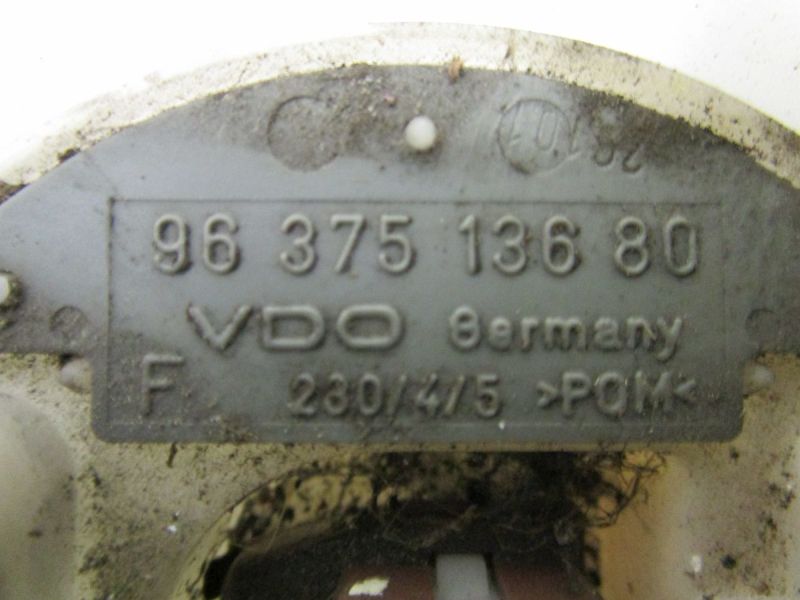 96 375 136 80
VDO Germany
F 230/4/5 >POM<